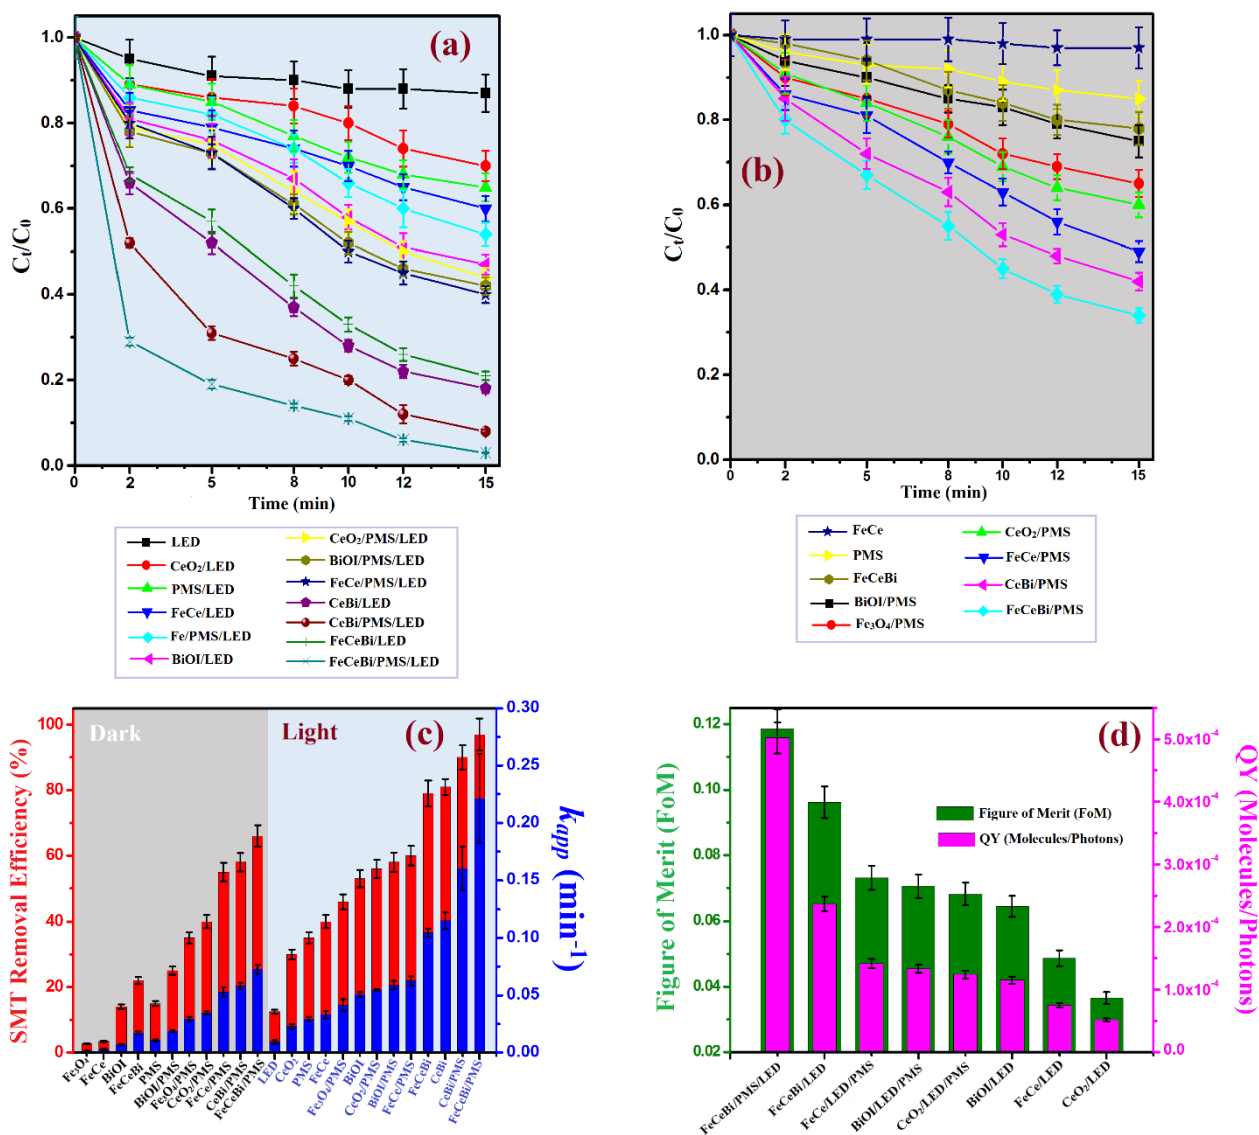 (a)
1.0
0.8
0.6
0.4
0.2
0.0
Cₜ/C₀
0 2 5 8 10 12 15
Time (min)
LED
CeO₂/LED
PMS/LED
FeCe/LED
Fe/PMS/LED
BiOI/LED
CeO₂/PMS/LED
BiOI/PMS/LED
FeCe/PMS/LED
CeBi/LED
CeBi/PMS/LED
FeCeBi/LED
FeCeBi/PMS/LED
(b)
1.0
0.8
0.6
0.4
0.2
0.0
Cₜ/C₀
0 2 5 8 10 12 15
Time (min)
FeCe
PMS
FeCeBi
BiOI/PMS
Fe₃O₄/PMS
CeO₂/PMS
FeCe/PMS
CeBi/PMS
FeCeBi/PMS
Dark
Light
(c)
100
80
60
40
20
0
SMT Removal Efficiency (%)
0.30
0.25
0.20
0.15
0.10
0.05
0.00
k_app (min⁻¹)
Fe₃O₄
FeCe
BiOI
FeCeBi
PMS
BiOI/PMS
Fe₃O₄/PMS
CeO₂/PMS
FeCe/PMS
CeBi/PMS
FeCeBi/PMS
LED
CeO₂
PMS
FeCe
Fe₃O₄/PMS
BiOI
CeO₂/PMS
BiOI/PMS
FeCe/PMS
FeCeBi
CeBi
CeBi/PMS
FeCeBi/PMS
(d)
0.12
0.10
0.08
0.06
0.04
0.02
Figure of Merit (FoM)
5.0x10⁻⁴
4.0x10⁻⁴
3.0x10⁻⁴
2.0x10⁻⁴
1.0x10⁻⁴
0.0
QY (Molecules/Photons)
Figure of Merit (FoM)
QY (Molecules/Photons)
FeCeBi/PMS/LED
FeCeBi/LED
FeCe/LED/PMS
BiOI/LED/PMS
CeO₂/LED/PMS
BiOI/LED
FeCe/LED
CeO₂/LED